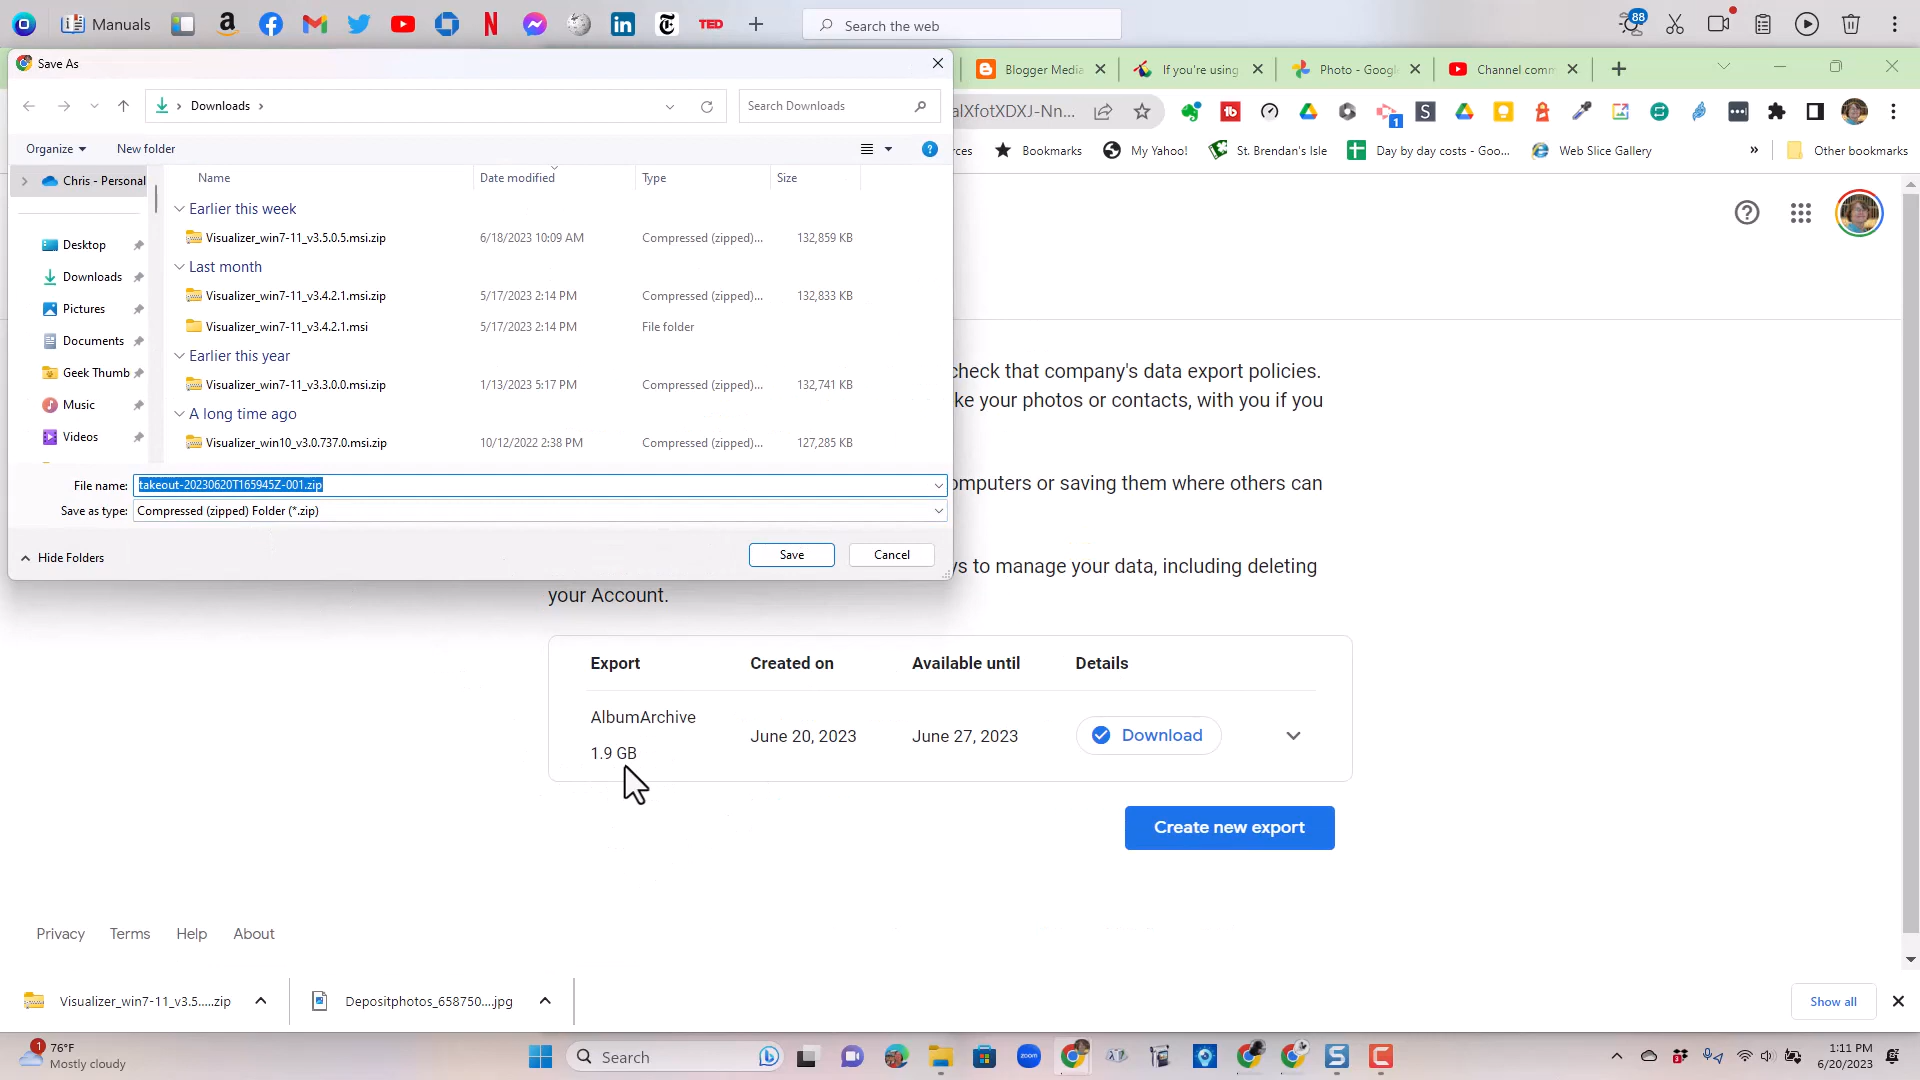 Manuals
TED
Search the web
88
Save As
Blogger Media
If you're using
Photo - Google
Channel comm
Downloads
Search Downloads
alXfotXDXJ-Nn...
1
Organize
New folder
rces
Bookmarks
My Yahoo!
St. Brendan's Isle
Day by day costs - Goo...
Web Slice Gallery
»
Other bookmarks
Chris - Personal
Name
Date modified
Type
Size
Earlier this week
Visualizer_win7-11_v3.5.0.5.msi.zip 6/18/2023 10:09 AM Compressed (zipped)... 132,859 KB
Desktop
Last month
Downloads
Visualizer_win7-11_v3.4.2.1.msi.zip 5/17/2023 2:14 PM Compressed (zipped)... 132,833 KB
Pictures
Visualizer_win7-11_v3.4.2.1.msi 5/17/2023 2:14 PM File folder
Documents
Earlier this year
Geek Thumb
Visualizer_win7-11_v3.3.0.0.msi.zip 1/13/2023 5:17 PM Compressed (zipped)... 132,741 KB
Music
A long time ago
Videos
Visualizer_win10_v3.0.737.0.msi.zip 10/12/2022 2:38 PM Compressed (zipped)... 127,285 KB
File name: takeout-20230620T165945Z-001.zip
Save as type: Compressed (zipped) Folder (*.zip)
Hide Folders
Save
Cancel
check that company's data export policies.
ke your photos or contacts, with you if you
omputers or saving them where others can
ys to manage your data, including deleting
your Account.
Export Created on Available until Details
AlbumArchive
1.9 GB
June 20, 2023
June 27, 2023
Download
Create new export
Privacy Terms Help About
Visualizer_win7-11_v3.5.....zip
Depositphotos_658750....jpg
Show all
1
76°F
Mostly cloudy
Search
zoom
1:11 PM
6/20/2023